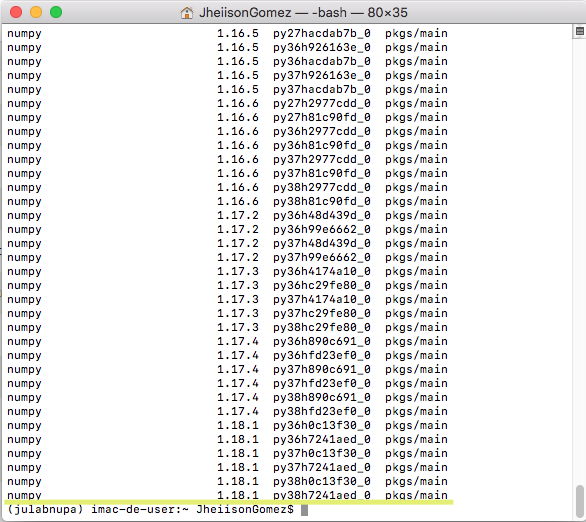 JheiisonGomez — -bash — 80×35
numpy 1.16.5 py27hacdab7b_0 pkgs/main
numpy 1.16.5 py36h926163e_0 pkgs/main
numpy 1.16.5 py36hacdab7b_0 pkgs/main
numpy 1.16.5 py37h926163e_0 pkgs/main
numpy 1.16.5 py37hacdab7b_0 pkgs/main
numpy 1.16.6 py27h2977cdd_0 pkgs/main
numpy 1.16.6 py27h81c90fd_0 pkgs/main
numpy 1.16.6 py36h2977cdd_0 pkgs/main
numpy 1.16.6 py36h81c90fd_0 pkgs/main
numpy 1.16.6 py37h2977cdd_0 pkgs/main
numpy 1.16.6 py37h81c90fd_0 pkgs/main
numpy 1.16.6 py38h2977cdd_0 pkgs/main
numpy 1.16.6 py38h81c90fd_0 pkgs/main
numpy 1.17.2 py36h48d439d_0 pkgs/main
numpy 1.17.2 py36h99e6662_0 pkgs/main
numpy 1.17.2 py37h48d439d_0 pkgs/main
numpy 1.17.2 py37h99e6662_0 pkgs/main
numpy 1.17.3 py36h4174a10_0 pkgs/main
numpy 1.17.3 py36hc29fe80_0 pkgs/main
numpy 1.17.3 py37h4174a10_0 pkgs/main
numpy 1.17.3 py37hc29fe80_0 pkgs/main
numpy 1.17.3 py38hc29fe80_0 pkgs/main
numpy 1.17.4 py36h890c691_0 pkgs/main
numpy 1.17.4 py36hfd23ef0_0 pkgs/main
numpy 1.17.4 py37h890c691_0 pkgs/main
numpy 1.17.4 py37hfd23ef0_0 pkgs/main
numpy 1.17.4 py38h890c691_0 pkgs/main
numpy 1.17.4 py38hfd23ef0_0 pkgs/main
numpy 1.18.1 py36h0c13f30_0 pkgs/main
numpy 1.18.1 py36h7241aed_0 pkgs/main
numpy 1.18.1 py37h0c13f30_0 pkgs/main
numpy 1.18.1 py37h7241aed_0 pkgs/main
numpy 1.18.1 py38h0c13f30_0 pkgs/main
numpy 1.18.1 py38h7241aed_0 pkgs/main
(julabnupa) imac-de-user:~ JheiisonGomez$